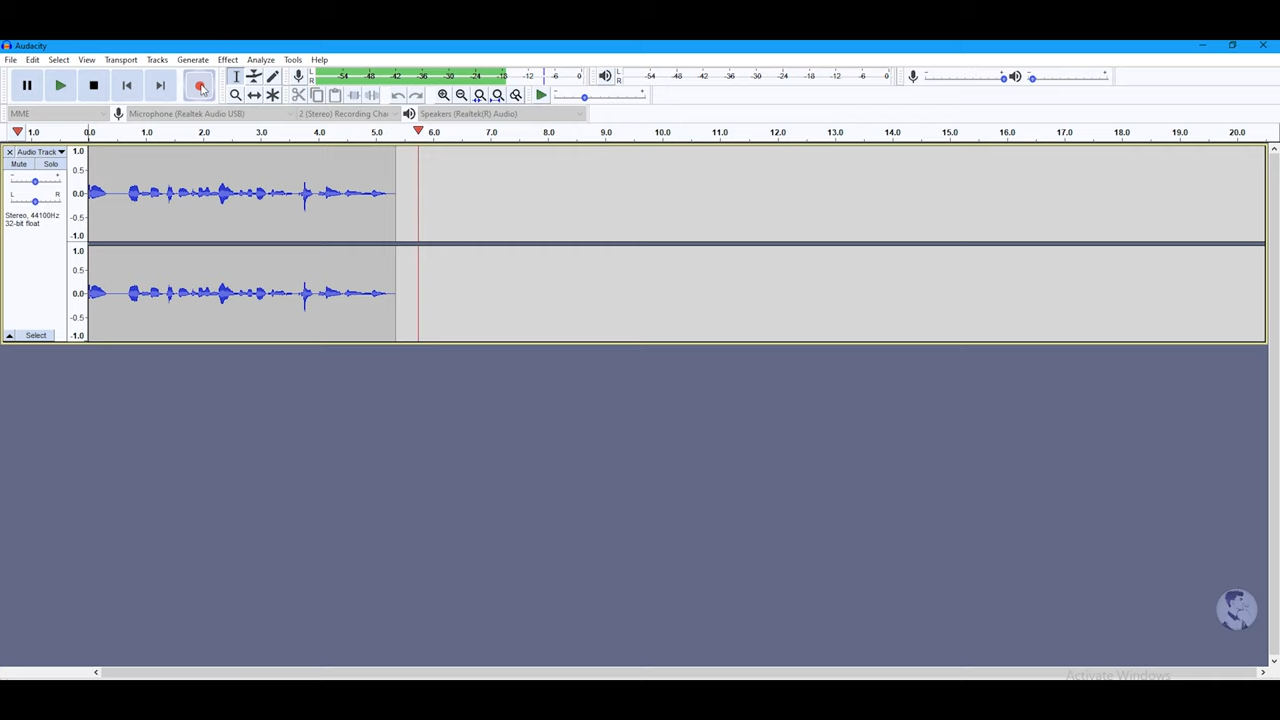 Audacity
File Edit Select View Transport Tracks Generate Effect Analyze Tools Help
L
R
-54 -48 -42 -36 -30 -24 -18 -12 -6 0
L
R
-54 -48 -42 -36 -30 -24 -18 -12 -6 0
MME
Microphone (Realtek Audio USB)
2 (Stereo) Recording Char
Speakers (Realtek(R) Audio)
1.0 0.0 1.0 2.0 3.0 4.0 5.0 6.0 7.0 8.0 9.0 10.0 11.0 12.0 13.0 14.0 15.0 16.0 17.0 18.0 19.0 20.0
Audio Track
Mute Solo
- +
L R
Stereo, 44100Hz
32-bit float
1.0
0.5
0.0
-0.5
-1.0
1.0
0.5
0.0
-0.5
-1.0
Select
Activate Windows